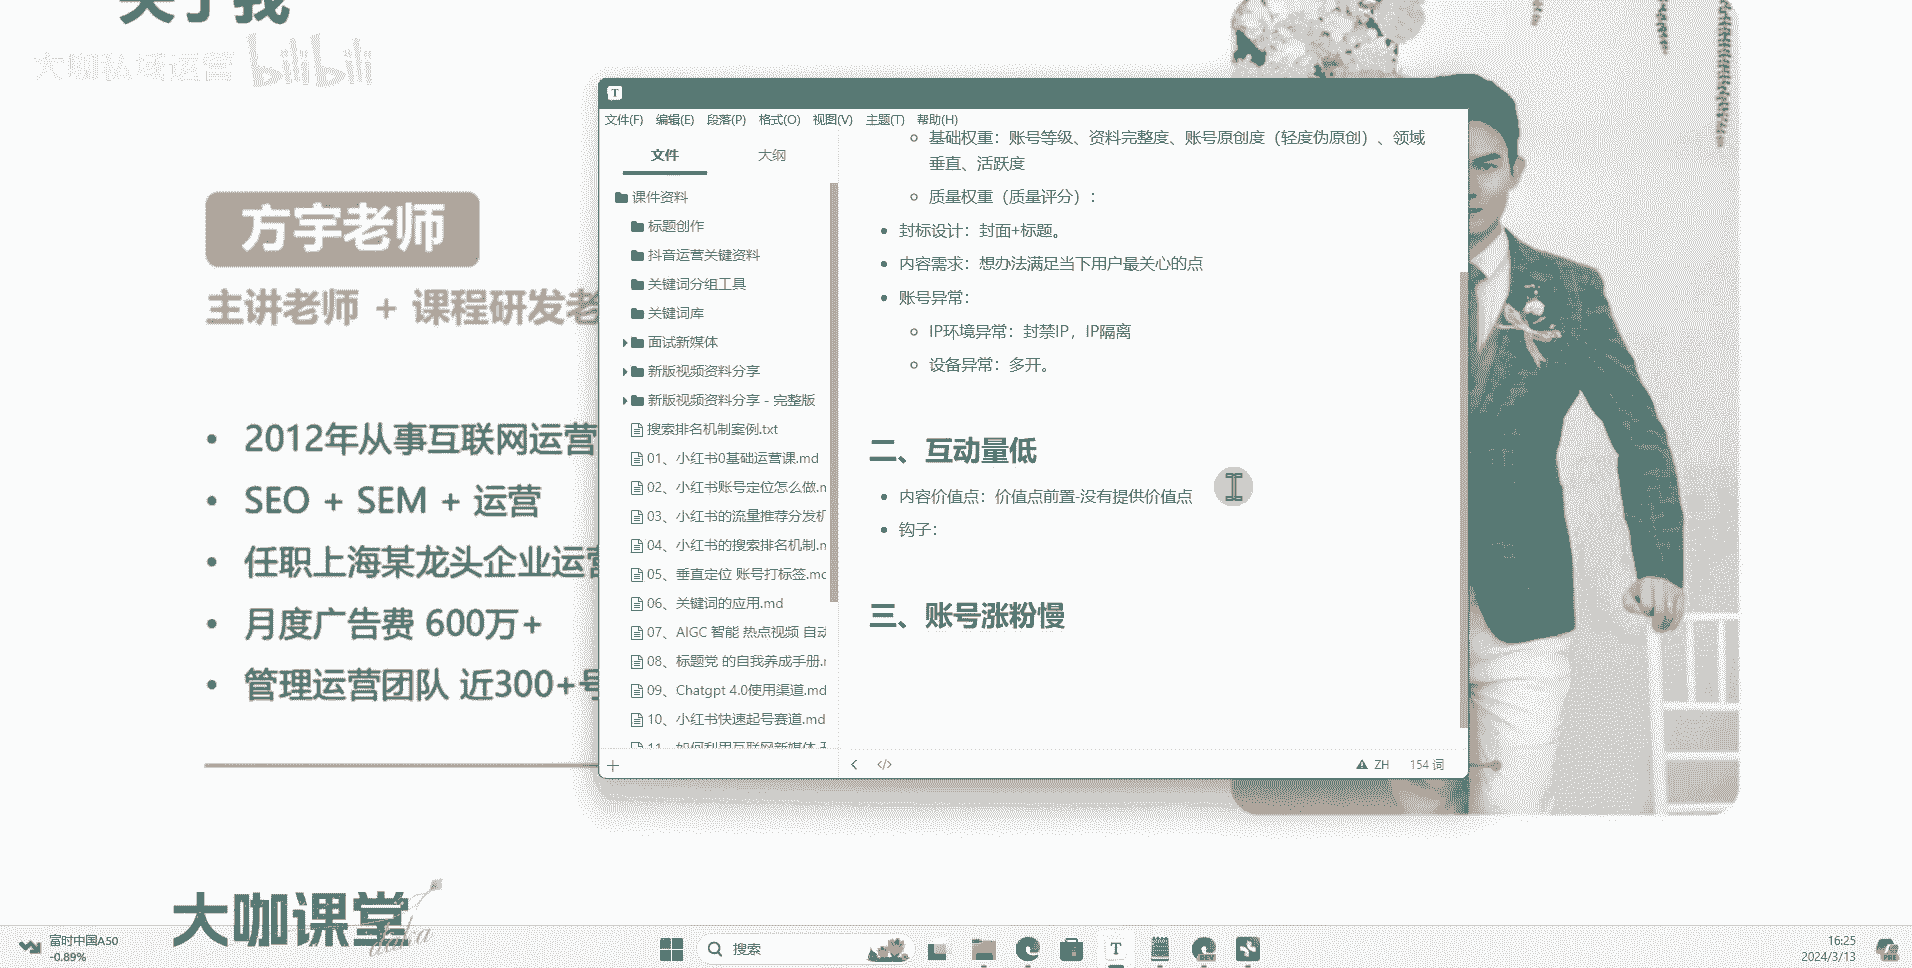 关于我
大咖私域运营 bilibili
方宇老师
主讲老师 + 课程研发老
2012年从事互联网运营
SEO + SEM + 运营
任职上海某龙头企业运营
月度广告费 600万+
管理运营团队 近300+号
大咖课堂
daka
T
文件(F) 编辑(E) 段落(P) 格式(O) 视图(V) 主题(T) 帮助(H)
文件 大纲
课件资料
标题创作
抖音运营关键资料
关键词分组工具
关键词库
面试新媒体
新版视频资料分享
新版视频资料分享 - 完整版
搜索排名机制案例.txt
01、小红书0基础运营课.md
02、小红书账号定位怎么做.m
03、小红书的流量推荐分发机
04、小红书的搜索排名机制.m
05、垂直定位 账号打标签.md
06、关键词的应用.md
07、AIGC 智能 热点视频 自动
08、标题党 的自我养成手册.m
09、Chatgpt 4.0使用渠道.md
10、小红书快速起号赛道.md
11、如何利用互联网新媒体
基础权重：账号等级、资料完整度、账号原创度（轻度伪原创）、领域
垂直、活跃度
质量权重（质量评分）：
封标设计：封面+标题。
内容需求：想办法满足当下用户最关心的点
账号异常：
IP环境异常：封禁IP，IP隔离
设备异常：多开。
二、互动量低
内容价值点：价值点前置-没有提供价值点
钩子：
三、账号涨粉慢
ZH 154 词
富时中国A50
-0.89%
搜索
T
DEV
16:25
2024/3/13
PRE